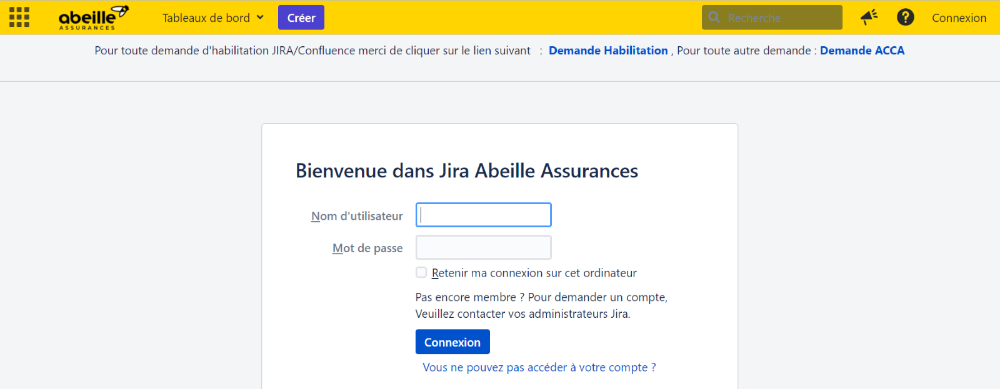 abeille
ASSURANCES
Tableaux de bord
Créer
Recherche
Connexion
Pour toute demande d'habilitation JIRA/Confluence merci de cliquer sur le lien suivant : Demande Habilitation , Pour toute autre demande : Demande ACCA
Bienvenue dans Jira Abeille Assurances
Nom d'utilisateur
Mot de passe
Retenir ma connexion sur cet ordinateur
Pas encore membre ? Pour demander un compte,
Veuillez contacter vos administrateurs Jira.
Connexion
Vous ne pouvez pas accéder à votre compte ?